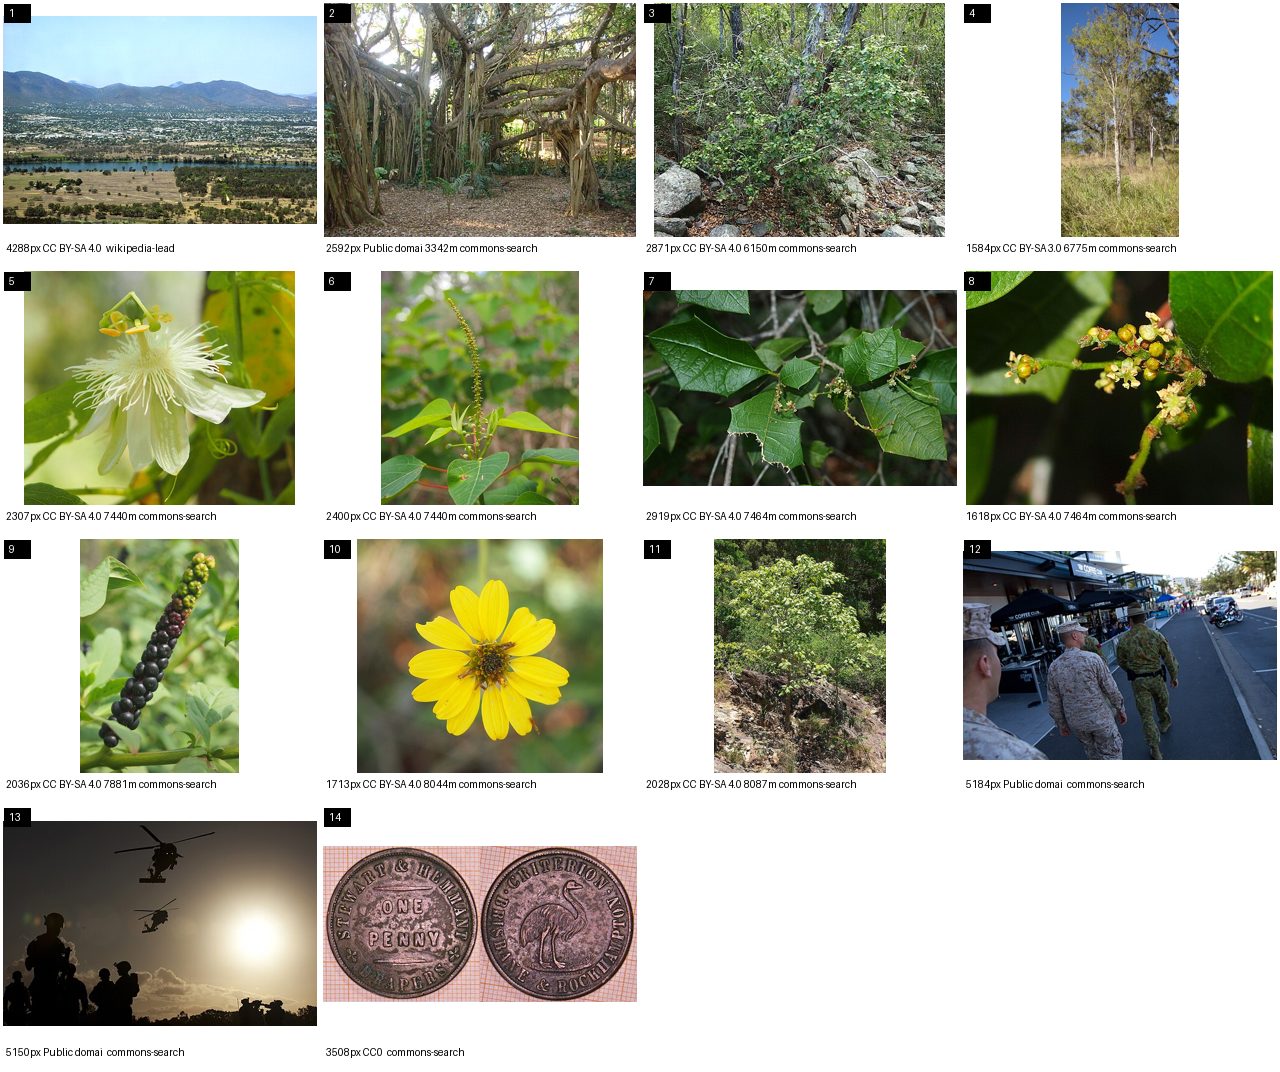 1
4288px CC BY-SA 4.0 wikipedia-lead
2
2592px Public domai 3342m commons-search
3
2871px CC BY-SA 4.0 6150m commons-search
4
1584px CC BY-SA 3.0 6775m commons-search
5
2307px CC BY-SA 4.0 7440m commons-search
6
2400px CC BY-SA 4.0 7440m commons-search
7
2919px CC BY-SA 4.0 7464m commons-search
8
1618px CC BY-SA 4.0 7464m commons-search
9
2036px CC BY-SA 4.0 7881m commons-search
10
1713px CC BY-SA 4.0 8044m commons-search
11
2028px CC BY-SA 4.0 8087m commons-search
12
5184px Public domai commons-search
13
5150px Public domai commons-search
14
STEWART & HEMMANT
ONE
PENNY
DRAPERS
CRITERION
BRISBANE & ROCKHAMPTON
3508px CC0 commons-search